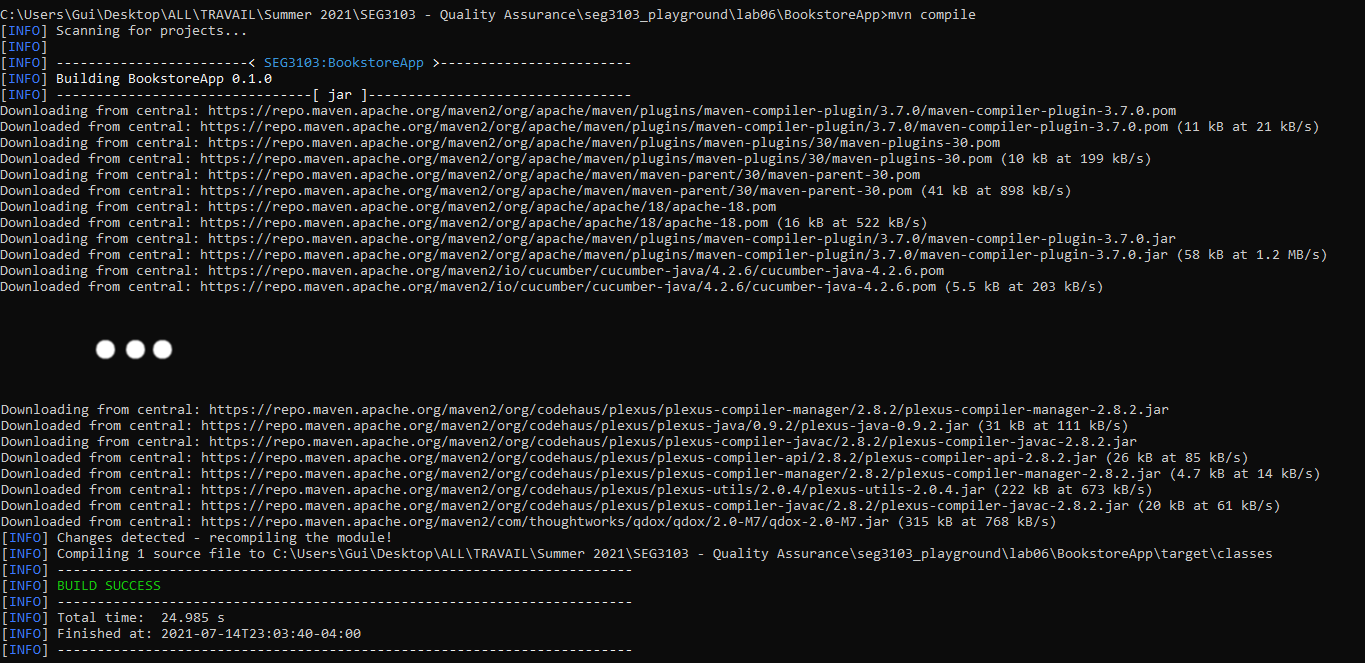 C:\Users\Gui\Desktop\ALL\TRAVAIL\Summer 2021\SEG3103 - Quality Assurance\seg3103_playground\lab06\BookstoreApp>mvn compile
[INFO] Scanning for projects...
[INFO]
[INFO] ------------------------< SEG3103:BookstoreApp >------------------------
[INFO] Building BookstoreApp 0.1.0
[INFO] --------------------------------[ jar ]---------------------------------
Downloading from central: https://repo.maven.apache.org/maven2/org/apache/maven/plugins/maven-compiler-plugin/3.7.0/maven-compiler-plugin-3.7.0.pom
Downloaded from central: https://repo.maven.apache.org/maven2/org/apache/maven/plugins/maven-compiler-plugin/3.7.0/maven-compiler-plugin-3.7.0.pom (11 kB at 21 kB/s)
Downloading from central: https://repo.maven.apache.org/maven2/org/apache/maven/plugins/maven-plugins/30/maven-plugins-30.pom
Downloaded from central: https://repo.maven.apache.org/maven2/org/apache/maven/plugins/maven-plugins/30/maven-plugins-30.pom (10 kB at 199 kB/s)
Downloading from central: https://repo.maven.apache.org/maven2/org/apache/maven/maven-parent/30/maven-parent-30.pom
Downloaded from central: https://repo.maven.apache.org/maven2/org/apache/maven/maven-parent/30/maven-parent-30.pom (41 kB at 898 kB/s)
Downloading from central: https://repo.maven.apache.org/maven2/org/apache/apache/18/apache-18.pom
Downloaded from central: https://repo.maven.apache.org/maven2/org/apache/apache/18/apache-18.pom (16 kB at 522 kB/s)
Downloading from central: https://repo.maven.apache.org/maven2/org/apache/maven/plugins/maven-compiler-plugin/3.7.0/maven-compiler-plugin-3.7.0.jar
Downloaded from central: https://repo.maven.apache.org/maven2/org/apache/maven/plugins/maven-compiler-plugin/3.7.0/maven-compiler-plugin-3.7.0.jar (58 kB at 1.2 MB/s)
Downloading from central: https://repo.maven.apache.org/maven2/io/cucumber/cucumber-java/4.2.6/cucumber-java-4.2.6.pom
Downloaded from central: https://repo.maven.apache.org/maven2/io/cucumber/cucumber-java/4.2.6/cucumber-java-4.2.6.pom (5.5 kB at 203 kB/s)
Downloading from central: https://repo.maven.apache.org/maven2/org/codehaus/plexus/plexus-compiler-manager/2.8.2/plexus-compiler-manager-2.8.2.jar
Downloaded from central: https://repo.maven.apache.org/maven2/org/codehaus/plexus/plexus-java/0.9.2/plexus-java-0.9.2.jar (31 kB at 111 kB/s)
Downloading from central: https://repo.maven.apache.org/maven2/org/codehaus/plexus/plexus-compiler-javac/2.8.2/plexus-compiler-javac-2.8.2.jar
Downloaded from central: https://repo.maven.apache.org/maven2/org/codehaus/plexus/plexus-compiler-api/2.8.2/plexus-compiler-api-2.8.2.jar (26 kB at 85 kB/s)
Downloaded from central: https://repo.maven.apache.org/maven2/org/codehaus/plexus/plexus-compiler-manager/2.8.2/plexus-compiler-manager-2.8.2.jar (4.7 kB at 14 kB/s)
Downloaded from central: https://repo.maven.apache.org/maven2/org/codehaus/plexus/plexus-utils/2.0.4/plexus-utils-2.0.4.jar (222 kB at 673 kB/s)
Downloaded from central: https://repo.maven.apache.org/maven2/org/codehaus/plexus/plexus-compiler-javac/2.8.2/plexus-compiler-javac-2.8.2.jar (20 kB at 61 kB/s)
Downloaded from central: https://repo.maven.apache.org/maven2/com/thoughtworks/qdox/qdox/2.0-M7/qdox-2.0-M7.jar (315 kB at 768 kB/s)
[INFO] Changes detected - recompiling the module!
[INFO] Compiling 1 source file to C:\Users\Gui\Desktop\ALL\TRAVAIL\Summer 2021\SEG3103 - Quality Assurance\seg3103_playground\lab06\BookstoreApp\target\classes
[INFO] ------------------------------------------------------------------------
[INFO] BUILD SUCCESS
[INFO] ------------------------------------------------------------------------
[INFO] Total time:  24.985 s
[INFO] Finished at: 2021-07-14T23:03:40-04:00
[INFO] ------------------------------------------------------------------------